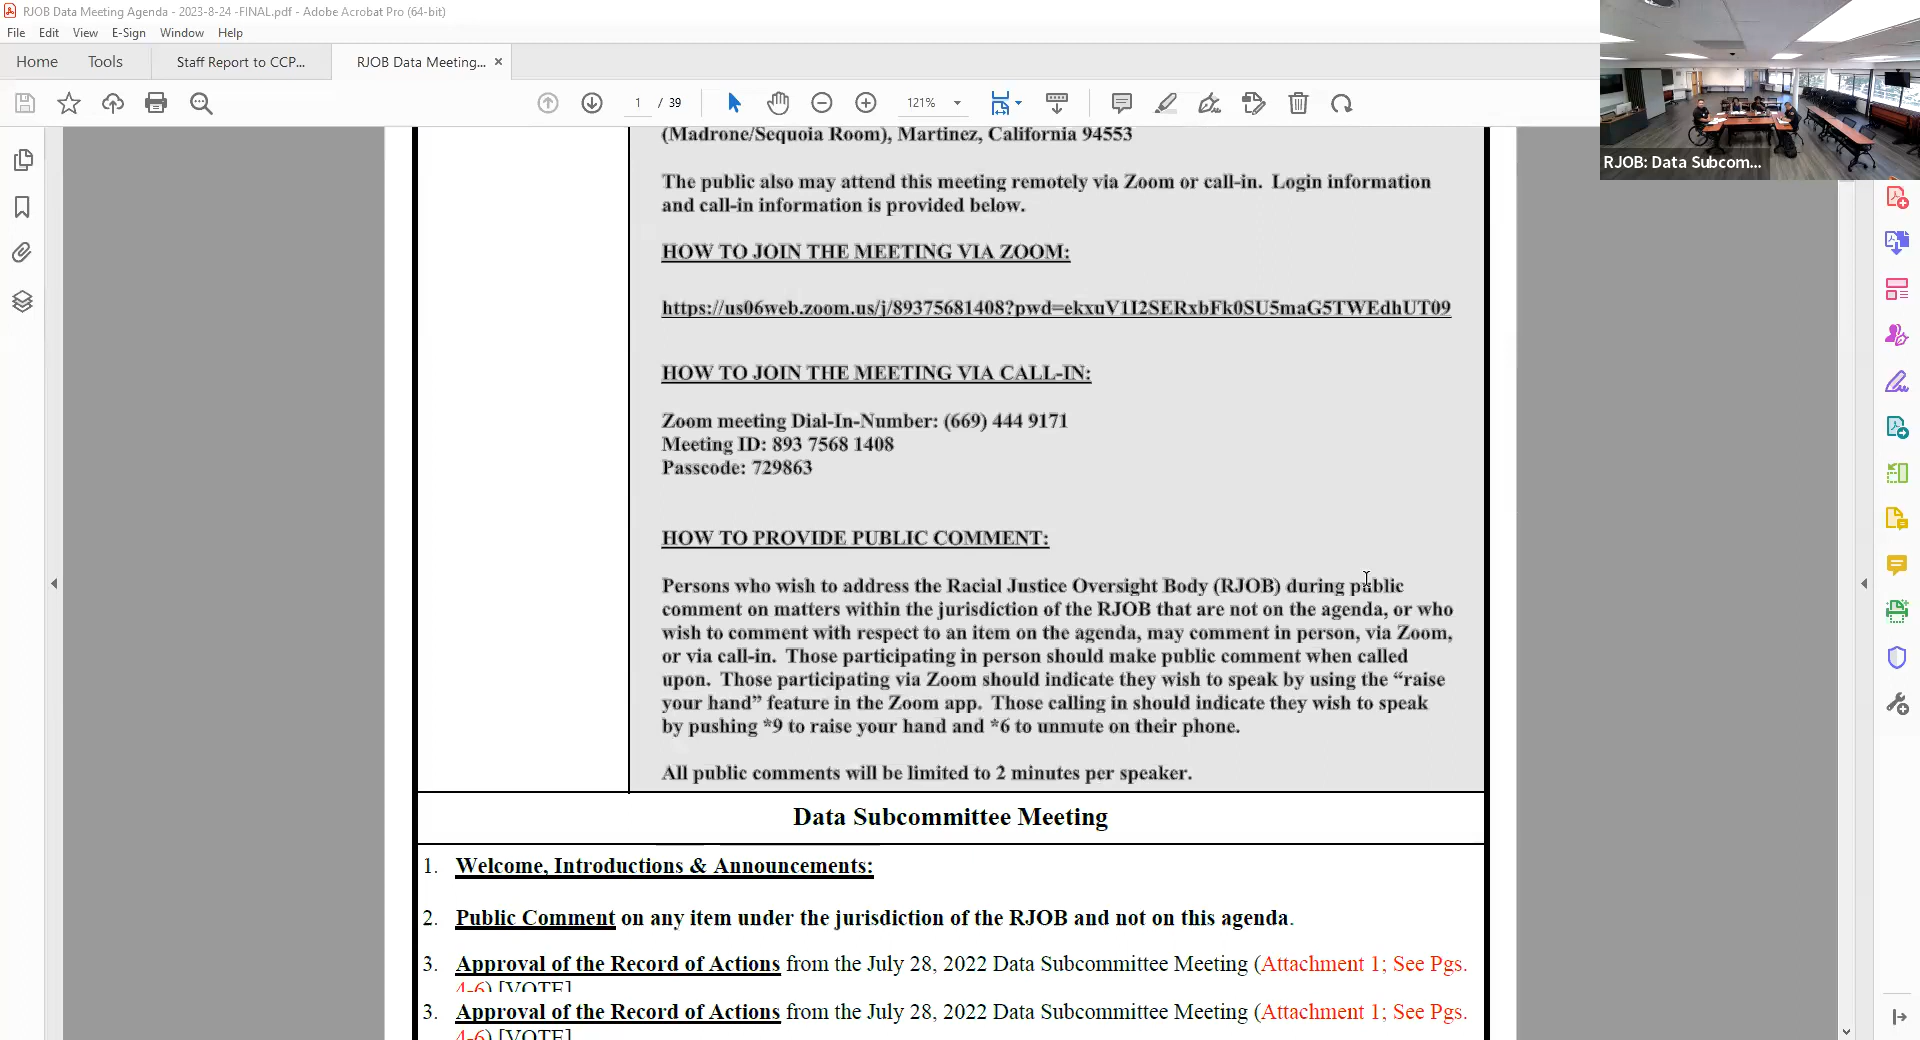 RJOB Data Meeting Agenda - 2023-8-24 -FINAL.pdf - Adobe Acrobat Pro (64-bit)
File Edit View E-Sign Window Help
Home Tools Staff Report to CCP... RJOB Data Meeting... ×
1 / 39 121%
RJOB: Data Subcom...
(Madrone/Sequoia Room), Martinez, California 94553
The public also may attend this meeting remotely via Zoom or call-in. Login information
and call-in information is provided below.
HOW TO JOIN THE MEETING VIA ZOOM:
https://us06web.zoom.us/j/89375681408?pwd=ekxuV1I2SERxbFk0SU5maG5TWEdhUT09
HOW TO JOIN THE MEETING VIA CALL-IN:
Zoom meeting Dial-In-Number: (669) 444 9171
Meeting ID: 893 7568 1408
Passcode: 729863
HOW TO PROVIDE PUBLIC COMMENT:
Persons who wish to address the Racial Justice Oversight Body (RJOB) during public
comment on matters within the jurisdiction of the RJOB that are not on the agenda, or who
wish to comment with respect to an item on the agenda, may comment in person, via Zoom,
or via call-in. Those participating in person should make public comment when called
upon. Those participating via Zoom should indicate they wish to speak by using the “raise
your hand” feature in the Zoom app. Those calling in should indicate they wish to speak
by pushing *9 to raise your hand and *6 to unmute on their phone.
All public comments will be limited to 2 minutes per speaker.
Data Subcommittee Meeting
1. Welcome, Introductions & Announcements:
2. Public Comment on any item under the jurisdiction of the RJOB and not on this agenda.
3. Approval of the Record of Actions from the July 28, 2022 Data Subcommittee Meeting (Attachment 1; See Pgs.
4-6) [VOTE]
3. Approval of the Record of Actions from the July 28, 2022 Data Subcommittee Meeting (Attachment 1; See Pgs.
4-6) [VOTE]